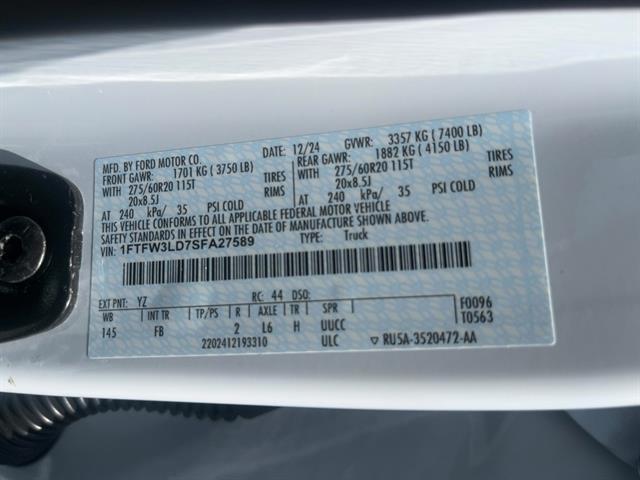 MFD. BY FORD MOTOR CO.
DATE: 12/24 GVWR: 3357 KG ( 7400 LB)
FRONT GAWR: 1701 KG ( 3750 LB)
REAR GAWR: 1882 KG ( 4150 LB)
WITH 275/60R20 115T TIRES
20x8.5J RIMS
WITH 275/60R20 115T TIRES
20x8.5J RIMS
AT 240 kPa/ 35 PSI COLD
AT 240 kPa/ 35 PSI COLD
THIS VEHICLE CONFORMS TO ALL APPLICABLE FEDERAL MOTOR VEHICLE
SAFETY STANDARDS IN EFFECT ON THE DATE OF MANUFACTURE SHOWN ABOVE
VIN: 1FTFW3LD7SFA27589
TYPE: Truck
EXT PNT: YZ RC: 44 DSO: F0096
WB INT TR TP/PS R AXLE TR SPR T0563
145 FB 2 L6 H UUCC
2202412193310 ULC ▽ RU5A-3520472-AA